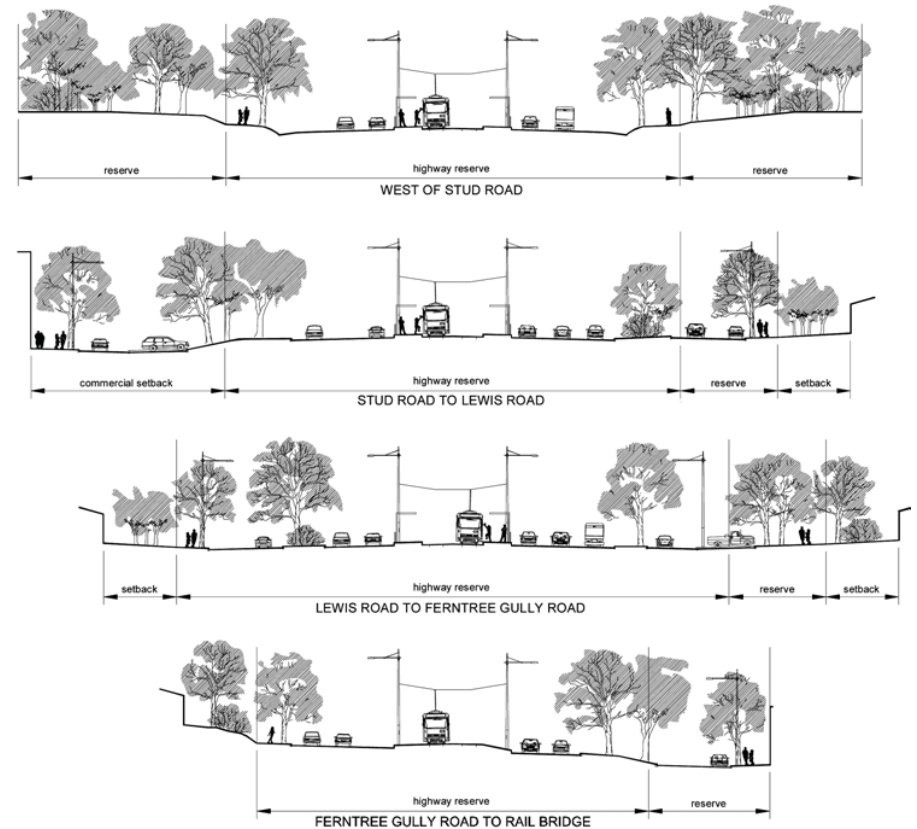 reserve
highway reserve
reserve
WEST OF STUD ROAD
commercial setback
highway reserve
reserve
setback
STUD ROAD TO LEWIS ROAD
setback
highway reserve
reserve
setback
LEWIS ROAD TO FERNTREE GULLY ROAD
highway reserve
reserve
FERNTREE GULLY ROAD TO RAIL BRIDGE